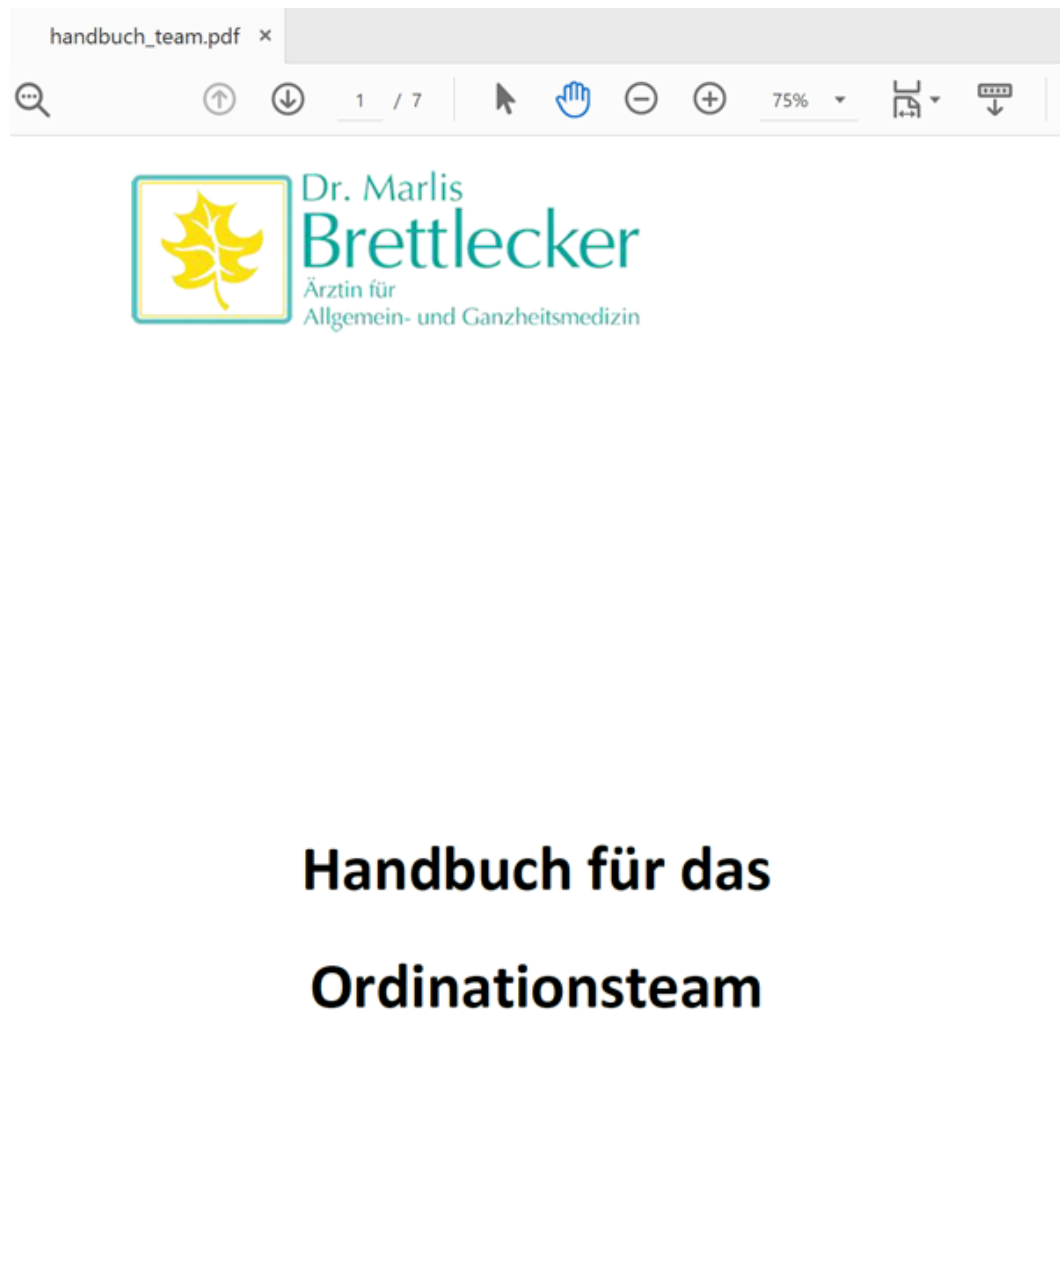 handbuch_team.pdf ×
1 / 7 75%
Dr. Marlis
Brettlecker
Ärztin für
Allgemein- und Ganzheitsmedizin
Handbuch für das
Ordinationsteam